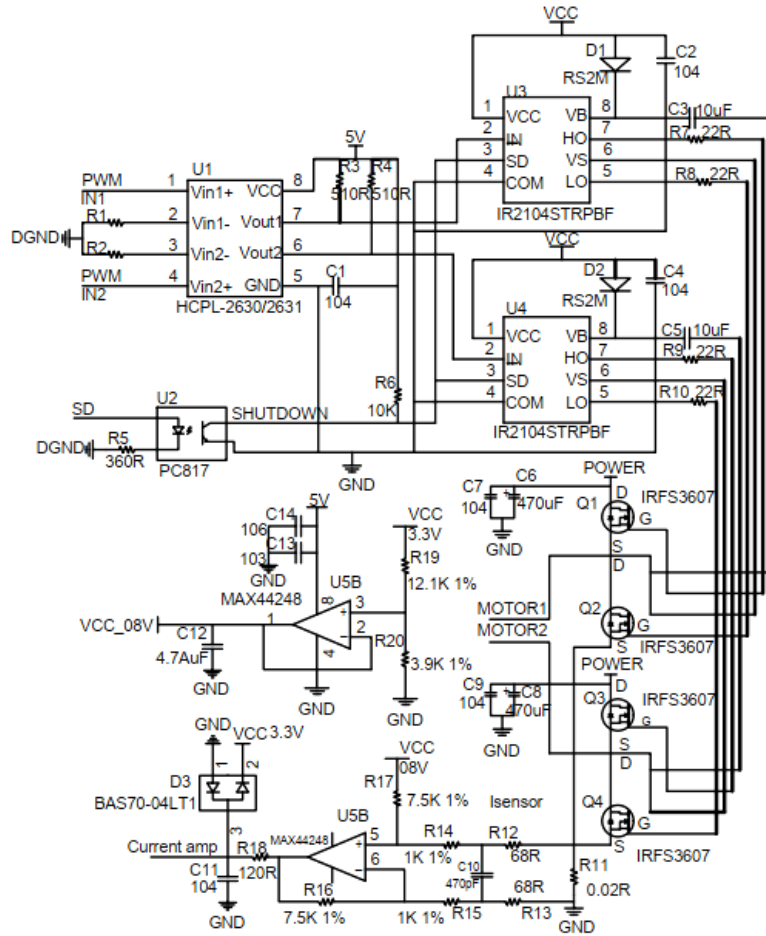 VCC
D1
C2
104
RS2M
U3
1 VCC VB 8
2 IN HO 7
3 SD VS 6
4 COM LO 5
IR2104STRPBF
C3 10uF
R7 22R
R8 22R
5V
U1
R3 R4
510R 510R
PWM
IN1
1 Vin1+ VCC 8
R1
2 Vin1- Vout1 7
DGND
R2
3 Vin2- Vout2 6
PWM
IN2
4 Vin2+ GND 5
HCPL-2630/2631
C1
104
VCC
D2
C4
104
RS2M
U4
1 VCC VB 8
2 IN HO 7
3 SD VS 6
4 COM LO 5
IR2104STRPBF
C5 10uF
R9 22R
R10 22R
R6
10K
U2
SD
SHUTDOWN
DGND
R5
360R
PC817
GND
POWER
C7 C6
104 470uF
GND
D
Q1
G
S
IRFS3607
D
Q2
G
S
IRFS3607
MOTOR1
MOTOR2
5V
C14
106
C13
103
GND
VCC
3.3V
R19
12.1K 1%
U5B
MAX44248
8
3
2
1
4
R20
3.9K 1%
VCC_08V
C12
4.7AuF
GND
GND
GND
POWER
C9 C8
104 470uF
GND
D
Q3
G
S
IRFS3607
D
Q4
G
S
IRFS3607
GND
VCC 3.3V
1 2
D3
BAS70-04LT1
3
VCC
08V
R17
7.5K 1%
Isensor
U5B
MAX44248
5
6
R14
1K 1%
R12
68R
C10
470pF
Current amp
R18
120R
C11
104
GND
R16
7.5K 1%
1K 1%
R15
68R
R13
R11
0.02R
GND